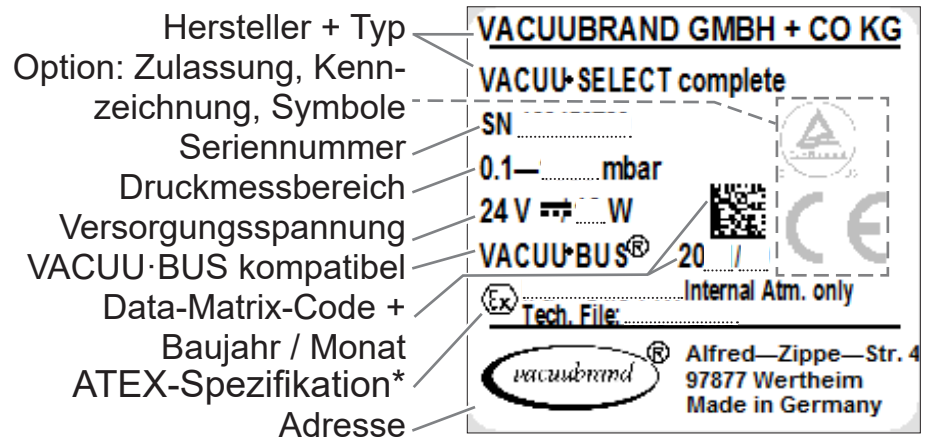 Hersteller + Typ
Option: Zulassung, Kenn-
zeichnung, Symbole
Seriennummer
Druckmessbereich
Versorgungsspannung
VACUU·BUS kompatibel
Data-Matrix-Code +
Baujahr / Monat
ATEX-Spezifikation*
Adresse
VACUUBRAND GMBH + CO KG
VACUU·SELECT complete
SN
0.1— mbar
24 V W
VACUU·BUS® 20 /
Ex Internal Atm. only
Tech. File:
vacuubrand ®
Alfred—Zippe—Str. 4
97877 Wertheim
Made in Germany
CE